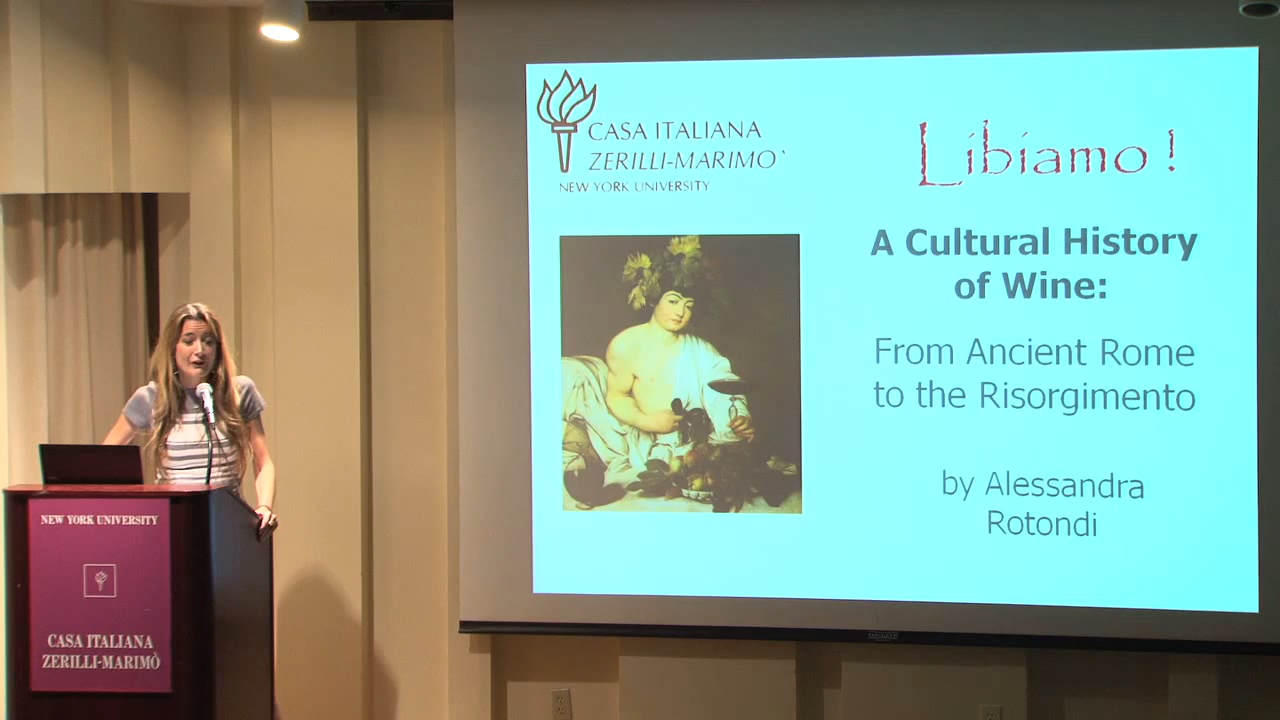 CASA ITALIANA
ZERILLI-MARIMO`
NEW YORK UNIVERSITY
Libiamo!
A Cultural History
of Wine:
From Ancient Rome
to the Risorgimento
by Alessandra
Rotondi
NEW YORK UNIVERSITY
CASA ITALIANA
ZERILLI-MARIMÒ